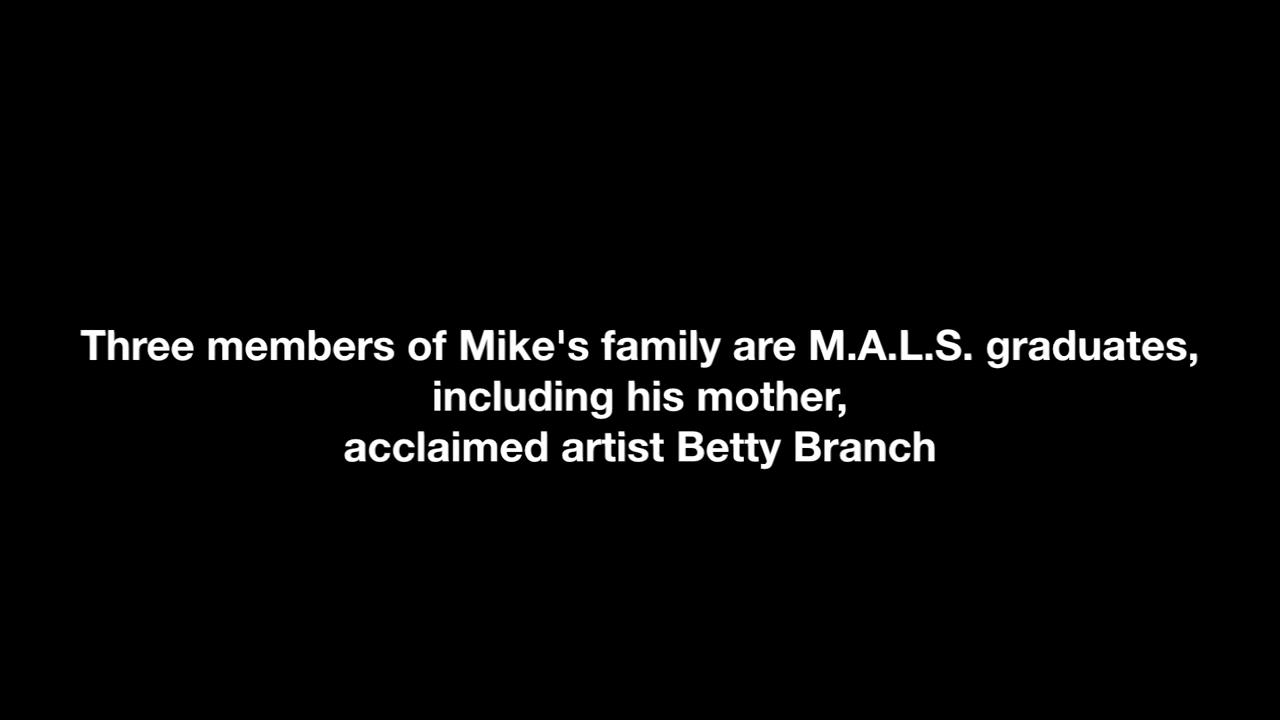 Three members of Mike's family are M.A.L.S. graduates,
including his mother,
acclaimed artist Betty Branch